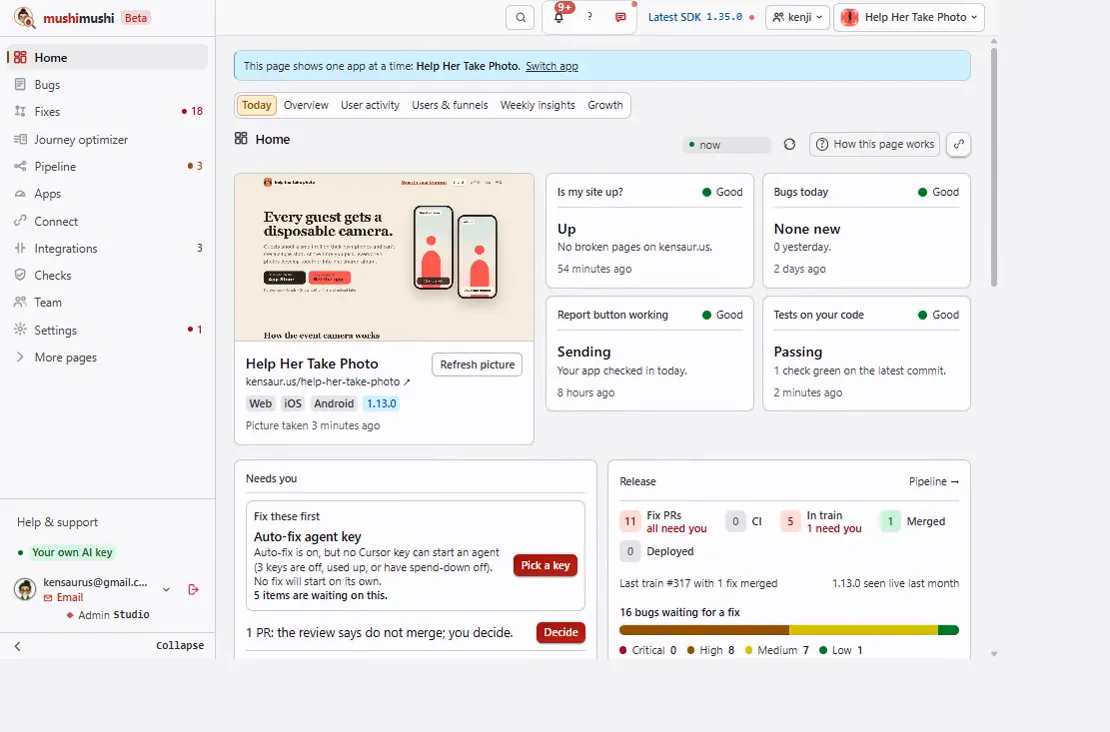 mushimushi Beta
9+
?
Latest SDK 1.35.0
kenji
Help Her Take Photo
Home
Bugs
Fixes 18
Journey optimizer
Pipeline 3
Apps
Connect
Integrations 3
Checks
Team
Settings 1
More pages
Help & support
Your own AI key
kensaurus@gmail.c...
Email
Admin Studio
Collapse
This page shows one app at a time: Help Her Take Photo. Switch app
Today Overview User activity Users & funnels Weekly insights Growth
Home
now
How this page works
Help Her Take Photo
Every guest gets a
disposable camera.
How the event camera works
Help Her Take Photo
Refresh picture
kensaur.us/help-her-take-photo ↗
Web iOS Android 1.13.0
Picture taken 3 minutes ago
Is my site up? Good
Up
No broken pages on kensaur.us.
54 minutes ago
Bugs today Good
None new
0 yesterday.
2 days ago
Report button working Good
Sending
Your app checked in today.
8 hours ago
Tests on your code Good
Passing
1 check green on the latest commit.
2 minutes ago
Needs you
Fix these first
Auto-fix agent key
Auto-fix is on, but no Cursor key can start an agent
(3 keys are off, used up, or have spend-down off).
No fix will start on its own.
5 items are waiting on this.
Pick a key
1 PR: the review says do not merge; you decide.
Decide
Release Pipeline →
11 Fix PRs
all need you
0 CI
5 In train
1 need you
1 Merged
0 Deployed
Last train #317 with 1 fix merged 1.13.0 seen live last month
16 bugs waiting for a fix
Critical 0 High 8 Medium 7 Low 1